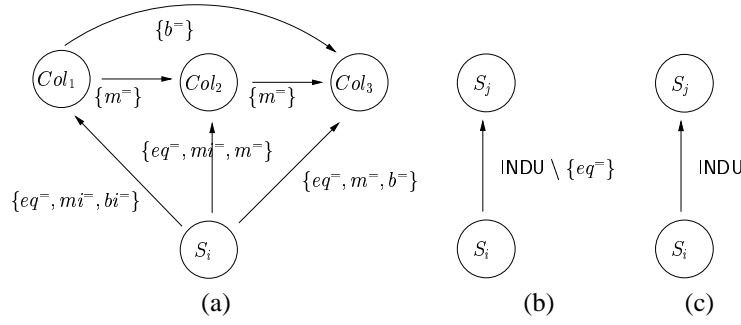 {b⁼}
Col₁
Col₂
Col₃
{m⁼}
{m⁼}
{eq⁼, mi⁼, m⁼}
{eq⁼, mi⁼, bi⁼}
{eq⁼, m⁼, b⁼}
Sᵢ
(a)
Sⱼ
INDU \ {eq⁼}
Sᵢ
(b)
Sⱼ
INDU
Sᵢ
(c)